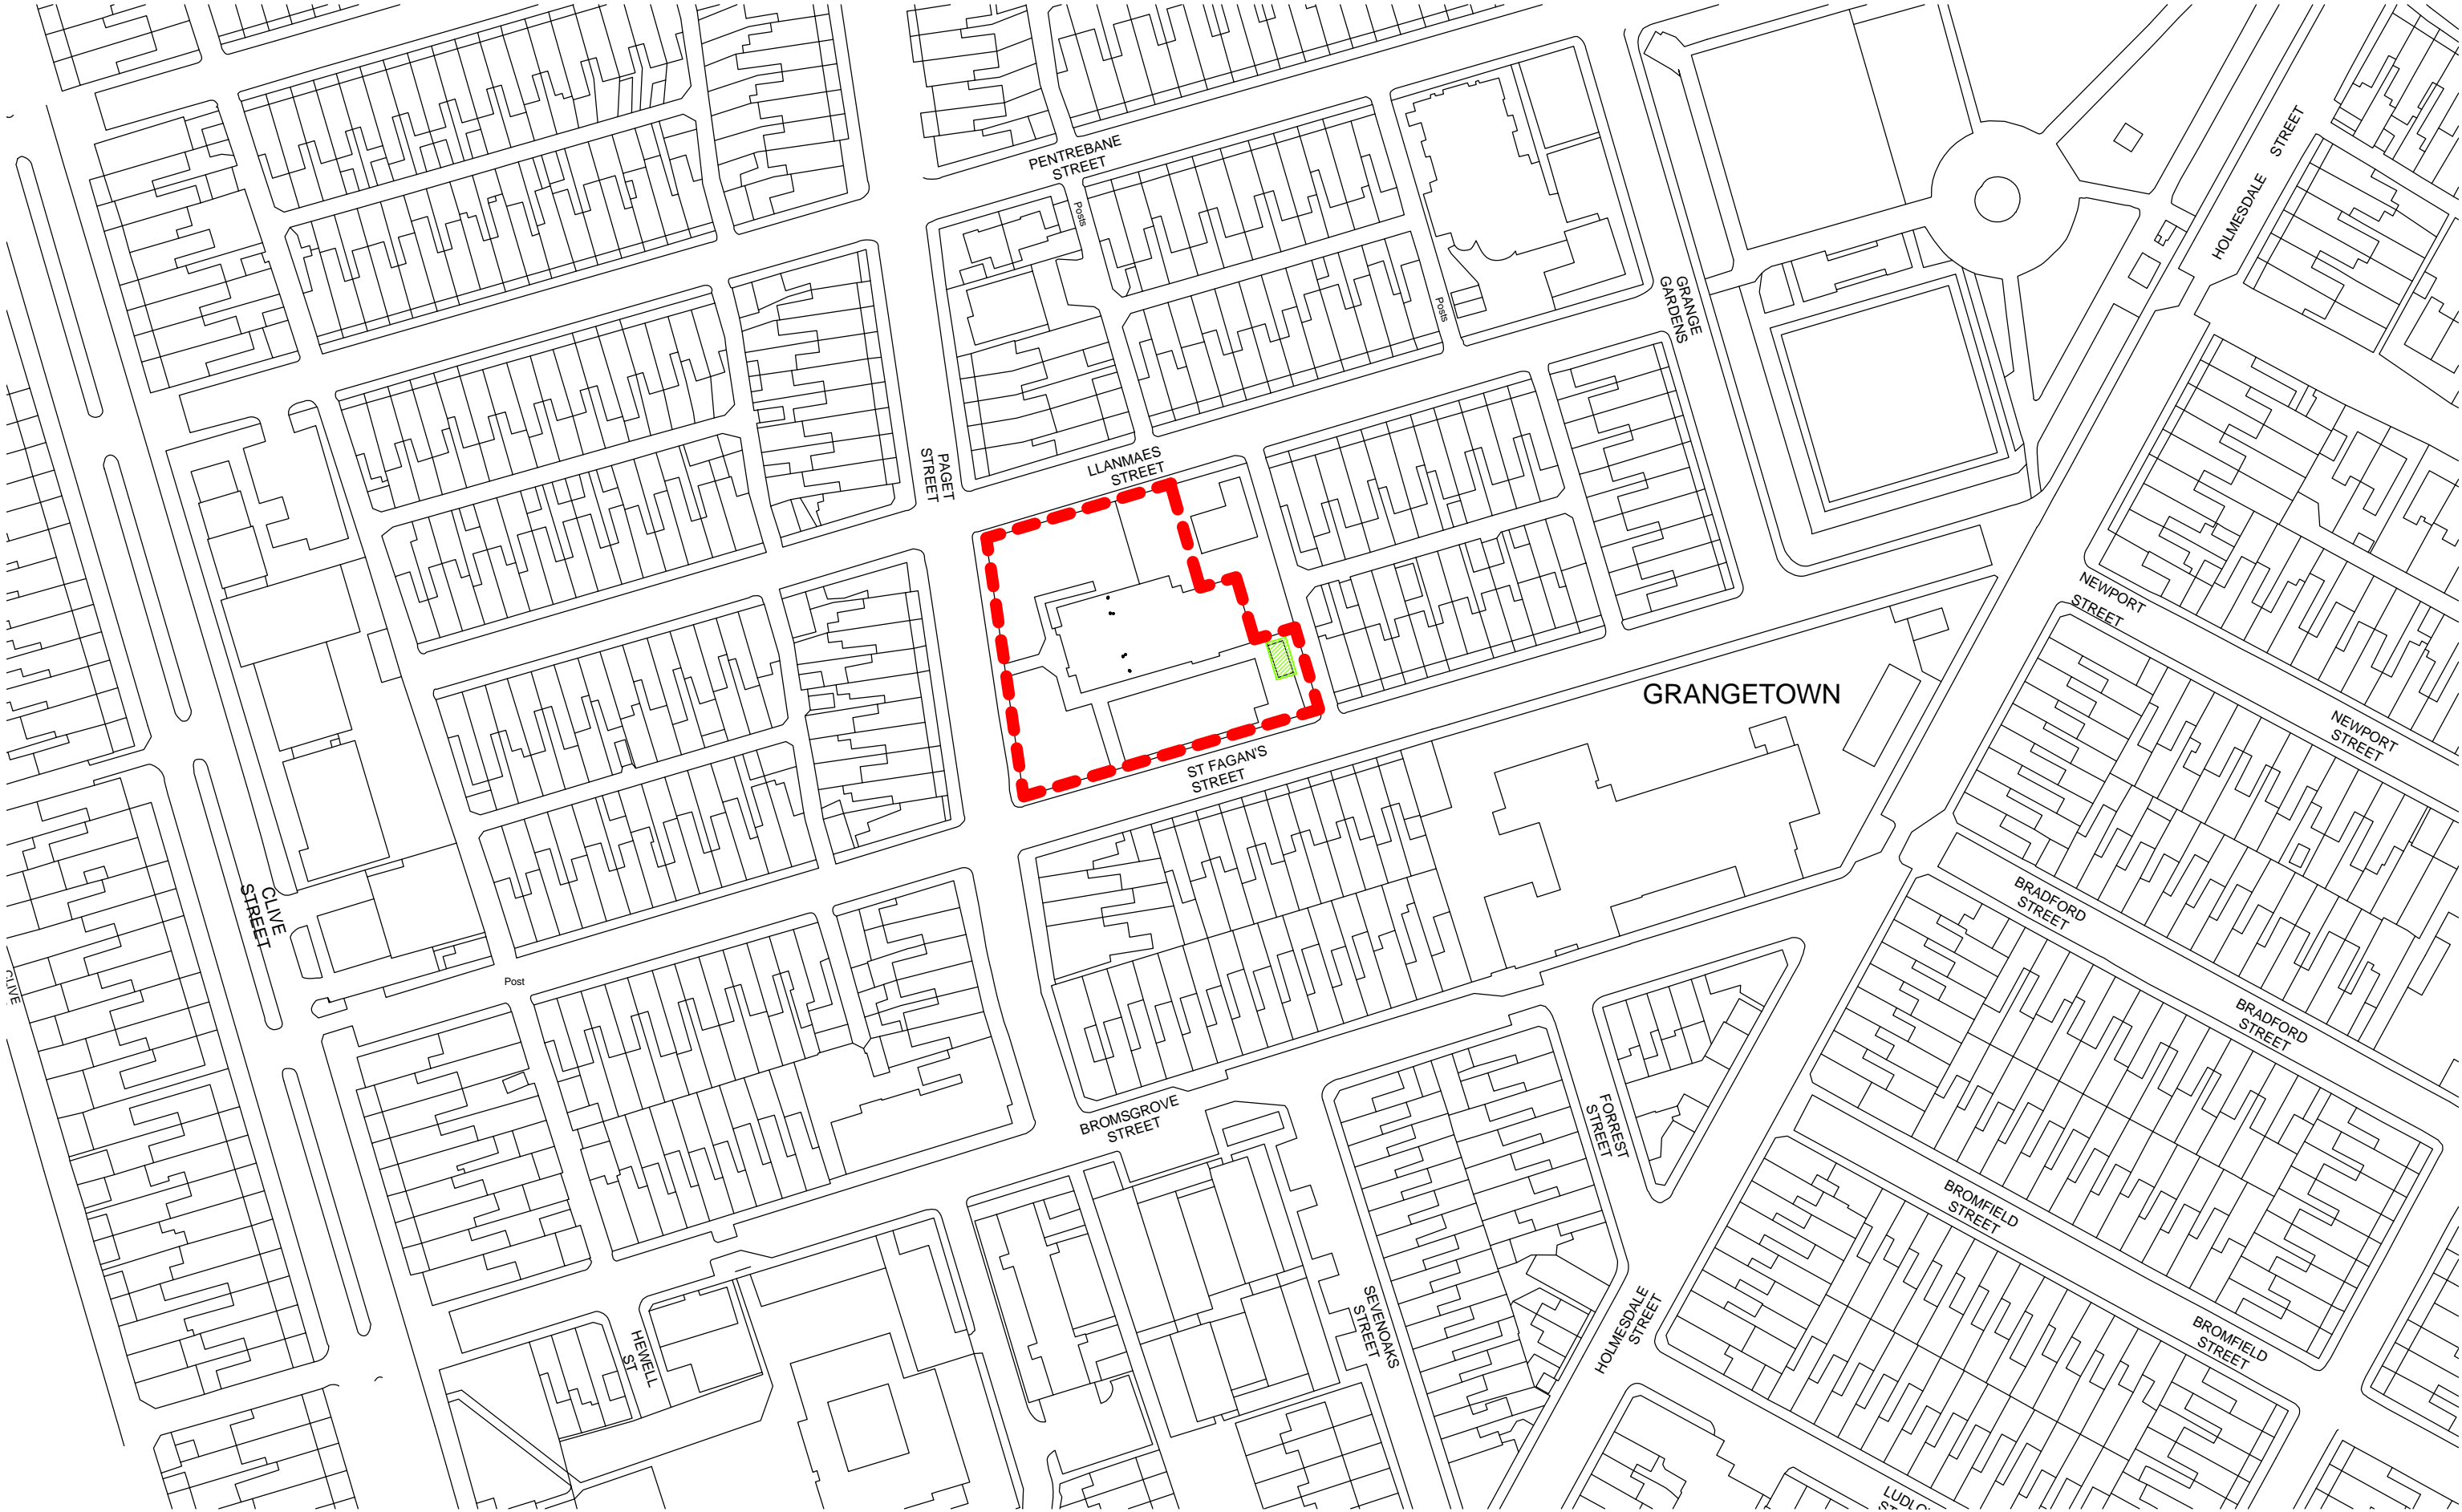 PENTREBANE
STREET
Posts
HOLMESDALE STREET
GRANGE
GARDENS
Posts
PAGET
STREET
LLANMAES
STREET
NEWPORT
STREET
GRANGETOWN
NEWPORT
STREET
ST FAGAN'S
STREET
CLIVE
STREET
BRADFORD
STREET
CLIVE
Post
BRADFORD
STREET
BROMSGROVE
STREET
FORREST
STREET
BROMFIELD
STREET
SEVENOAKS
STREET
HOLMESDALE
STREET
HEWELL
ST
BROMFIELD
STREET